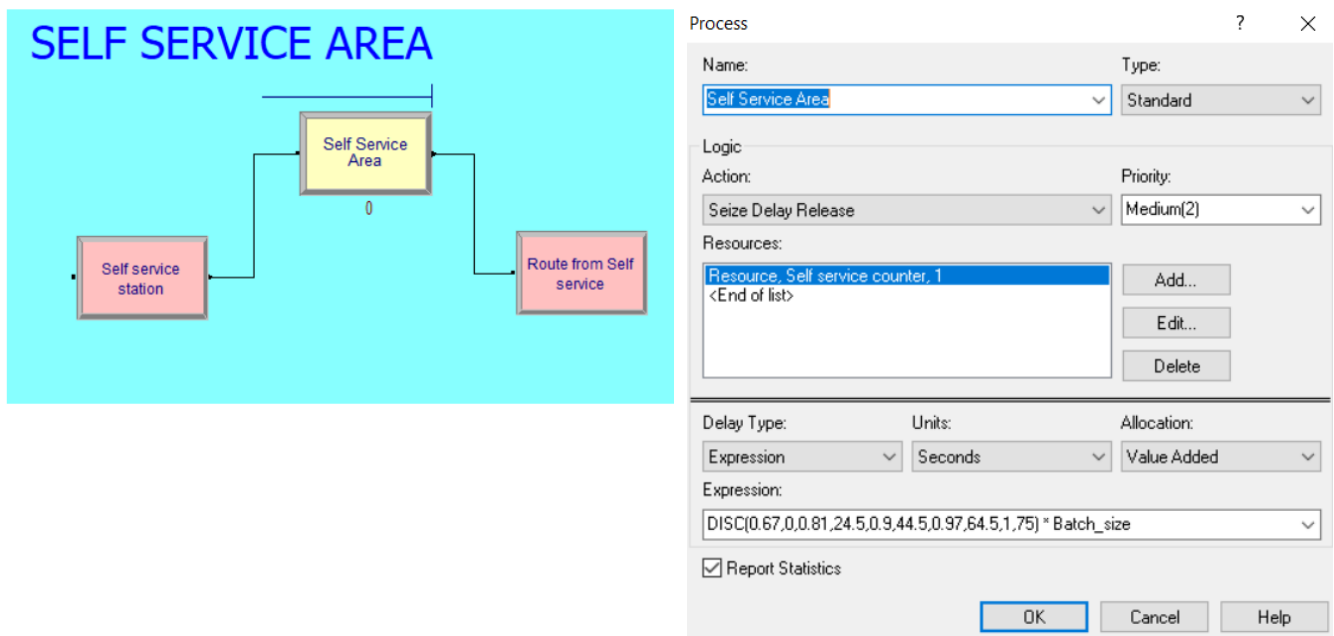 SELF SERVICE AREA
Self Service
Area
0
Self service
station
Route from Self
service
Process
?
Name:
Type:
Self Service Area
Standard
Logic
Action:
Priority:
Seize Delay Release
Medium(2)
Resources:
Resource, Self service counter, 1
<End of list>
Add...
Edit...
Delete
Delay Type:
Units:
Allocation:
Expression
Seconds
Value Added
Expression:
DISC(0.67,0,0.81,24.5,0.9,44.5,0.97,64.5,1,75) * Batch_size
Report Statistics
OK
Cancel
Help